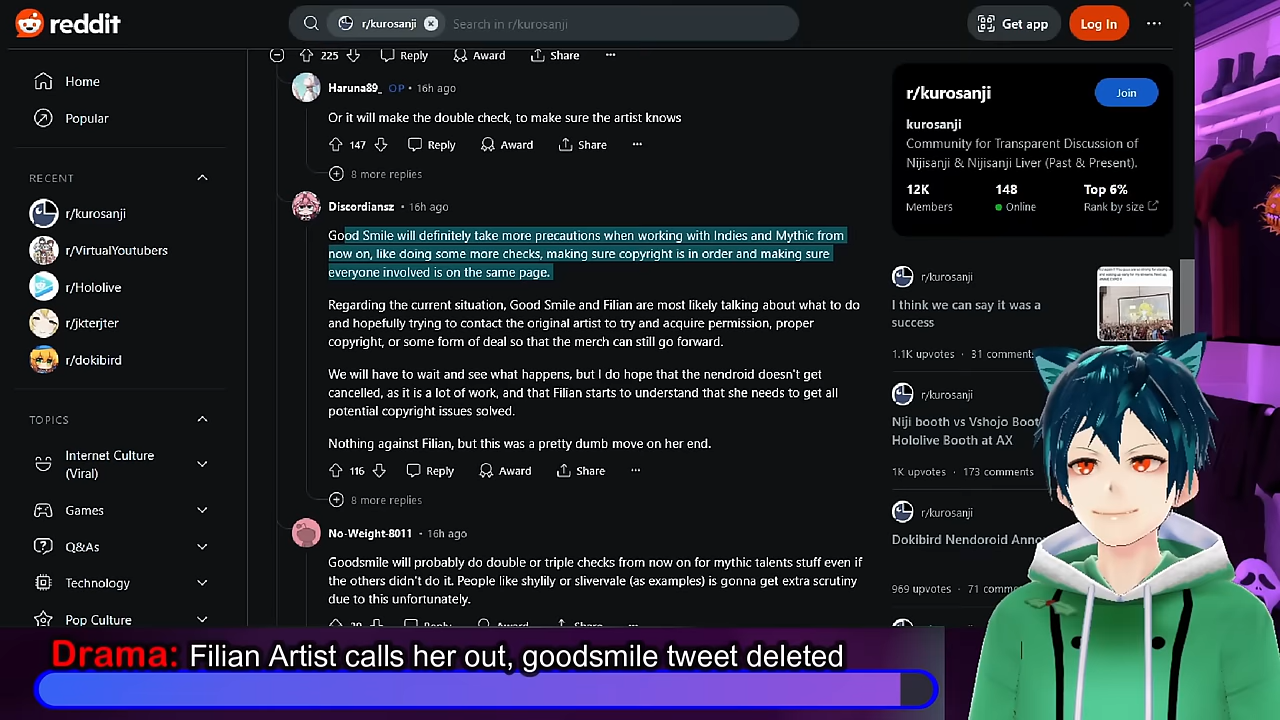 reddit
r/kurosanji
Search in r/kurosanji
Get app
Log In
Home
Popular
RECENT
r/kurosanji
r/VirtualYoutubers
r/Hololive
r/jkterjter
r/dokibird
TOPICS
Internet Culture
(Viral)
Games
Q&As
Technology
Pop Culture
225 Reply Award Share
Haruna89_ OP • 16h ago
Or it will make the double check, to make sure the artist knows
147 Reply Award Share
8 more replies
Discordiansz • 16h ago
Good Smile will definitely take more precautions when working with Indies and Mythic from
now on, like doing some more checks, making sure copyright is in order and making sure
everyone involved is on the same page.
Regarding the current situation, Good Smile and Filian are most likely talking about what to do
and hopefully trying to contact the original artist to try and acquire permission, proper
copyright, or some form of deal so that the merch can still go forward.
We will have to wait and see what happens, but I do hope that the nendroid doesn't get
cancelled, as it is a lot of work, and that Filian starts to understand that she needs to get all
potential copyright issues solved.
Nothing against Filian, but this was a pretty dumb move on her end.
116 Reply Award Share
8 more replies
No-Weight-8011 • 16h ago
Goodsmile will probably do double or triple checks from now on for mythic talents stuff even if
the others didn't do it. People like shylily or slivervale (as examples) is gonna get extra scrutiny
due to this unfortunately.
Reply Award Share
r/kurosanji
Join
kurosanji
Community for Transparent Discussion of
Nijisanji & Nijisanji Liver (Past & Present).
12K 148 Top 6%
Members Online Rank by size
r/kurosanji
I think we can say it was a
success
1.1K upvotes · 31 comments
r/kurosanji
Niji booth vs Vshojo Boot
Hololive Booth at AX
1K upvotes · 173 comments
r/kurosanji
Dokibird Nendoroid Anno
969 upvotes · 71 comm
Drama: Filian Artist calls her out, goodsmile tweet deleted